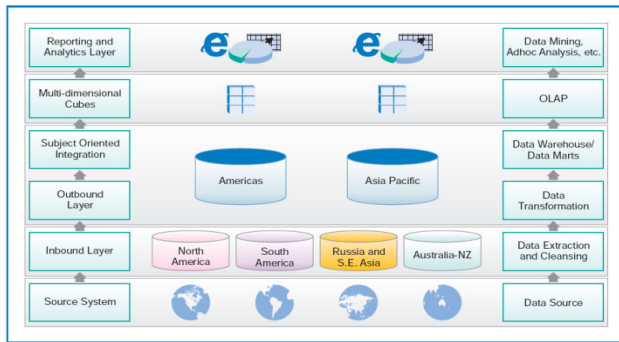 Reporting and
Analytics Layer
Data Mining,
Adhoc Analysis, etc.
Multi-dimensional
Cubes
OLAP
Subject Oriented
Integration
Data Warehouse/
Data Marts
Americas
Asia Pacific
Outbound
Layer
Data
Transformation
Inbound Layer
North
America
South
America
Russia and
S.E. Asia
Australia-NZ
Data Extraction
and Cleansing
Source System
Data Source